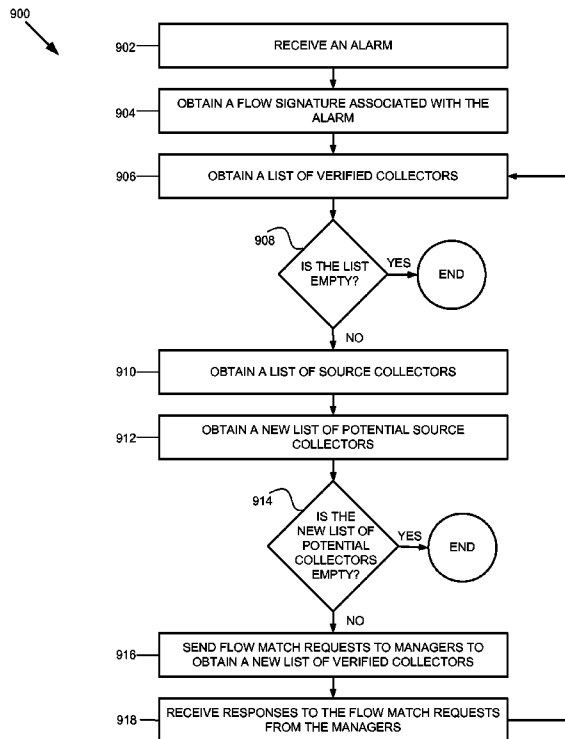 900
902
RECEIVE AN ALARM
904
OBTAIN A FLOW SIGNATURE ASSOCIATED WITH THE
ALARM
906
OBTAIN A LIST OF VERIFIED COLLECTORS
908
IS THE LIST
EMPTY?
YES
END
NO
910
OBTAIN A LIST OF SOURCE COLLECTORS
912
OBTAIN A NEW LIST OF POTENTIAL SOURCE
COLLECTORS
914
IS THE
NEW LIST OF
POTENTIAL
COLLECTORS
EMPTY?
YES
END
NO
916
SEND FLOW MATCH REQUESTS TO MANAGERS TO
OBTAIN A NEW LIST OF VERIFIED COLLECTORS
918
RECEIVE RESPONSES TO THE FLOW MATCH REQUESTS
FROM THE MANAGERS